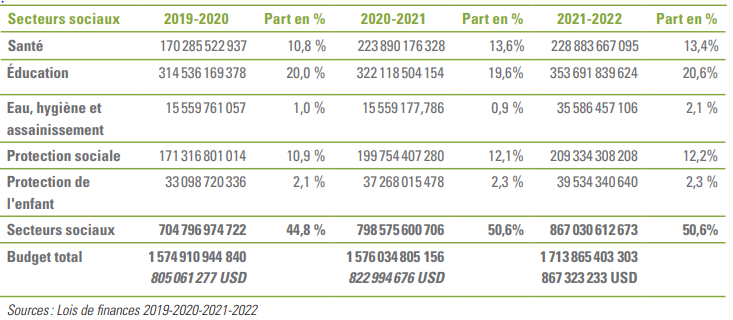 Secteurs sociaux 2019-2020 Part en % 2020-2021 Part en % 2021-2022 Part en %
Santé 170 285 522 937 10,8 % 223 890 176 328 13,6% 228 883 667 095 13,4%
Éducation 314 536 169 378 20,0 % 322 118 504 154 19,6% 353 691 839 624 20,6%
Eau, hygiène et 15 559 761 057 1,0 % 15 559 177,786 0,9 % 35 586 457 106 2,1 %
assainissement
Protection sociale 171 316 801 014 10,9 % 199 754 407 280 12,1% 209 334 308 208 12,2%
Protection de 33 098 720 336 2,1 % 37 268 015 478 2,3 % 39 534 340 640 2,3 %
l'enfant
Secteurs sociaux 704 796 974 722 44,8 % 798 575 600 706 50,6% 867 030 612 673 50,6%
Budget total 1 574 910 944 840 1 576 034 805 156 1 713 865 403 303
805 061 277 USD 822 994 676 USD 867 323 233 USD
Sources : Lois de finances 2019-2020-2021-2022